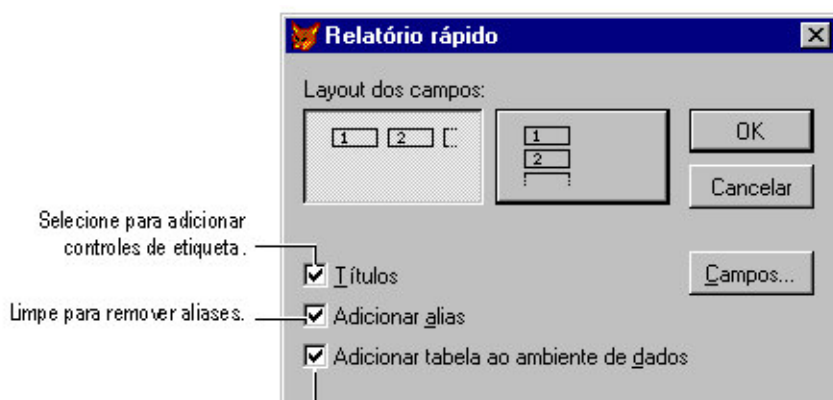 Relatório rápido
Layout dos campos:
1 2
1
2
OK
Cancelar
Selecione para adicionar
controles de etiqueta.
Títulos
Campos...
Limpe para remover aliases.
Adicionar alias
Adicionar tabela ao ambiente de dados